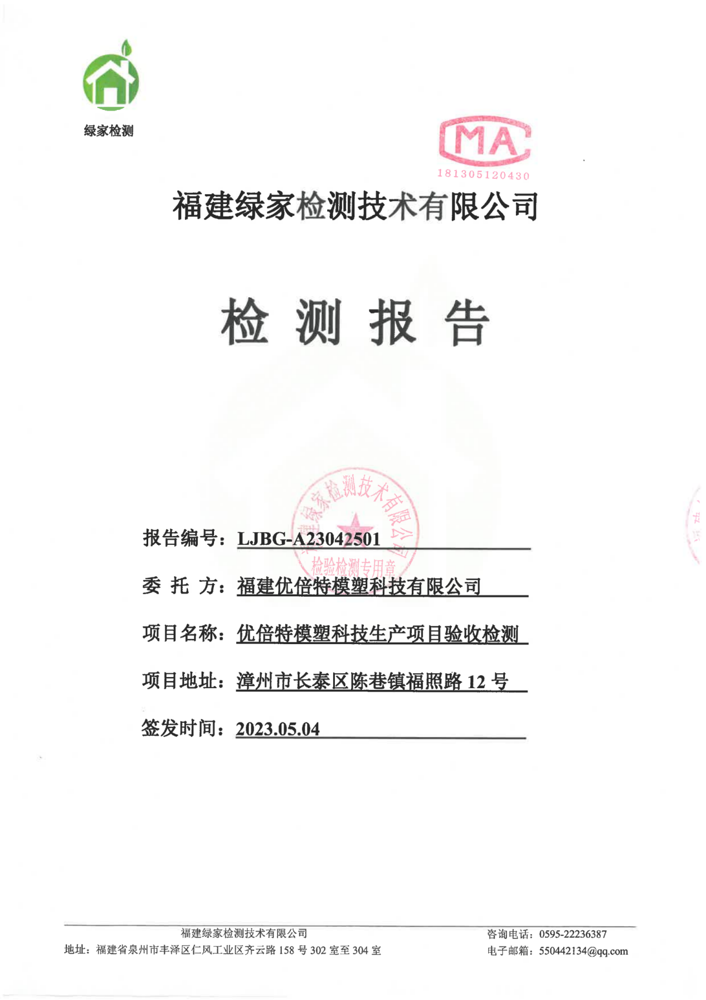 绿家检测
MA
181305120430
福建绿家检测技术有限公司
检测报告
福建绿家检测技术有限公司
检验检测专用章
报告编号：LJBG-A23042501
委托方：福建优倍特模塑科技有限公司
项目名称：优倍特模塑科技生产项目验收检测
项目地址：漳州市长泰区陈巷镇福照路 12 号
签发时间：2023.05.04
福建绿家检测技术有限公司 咨询电话：0595-22236387
地址：福建省泉州市丰泽区仁风工业区齐云路 158 号 302 室至 304 室 电子邮箱：550442134@qq.com